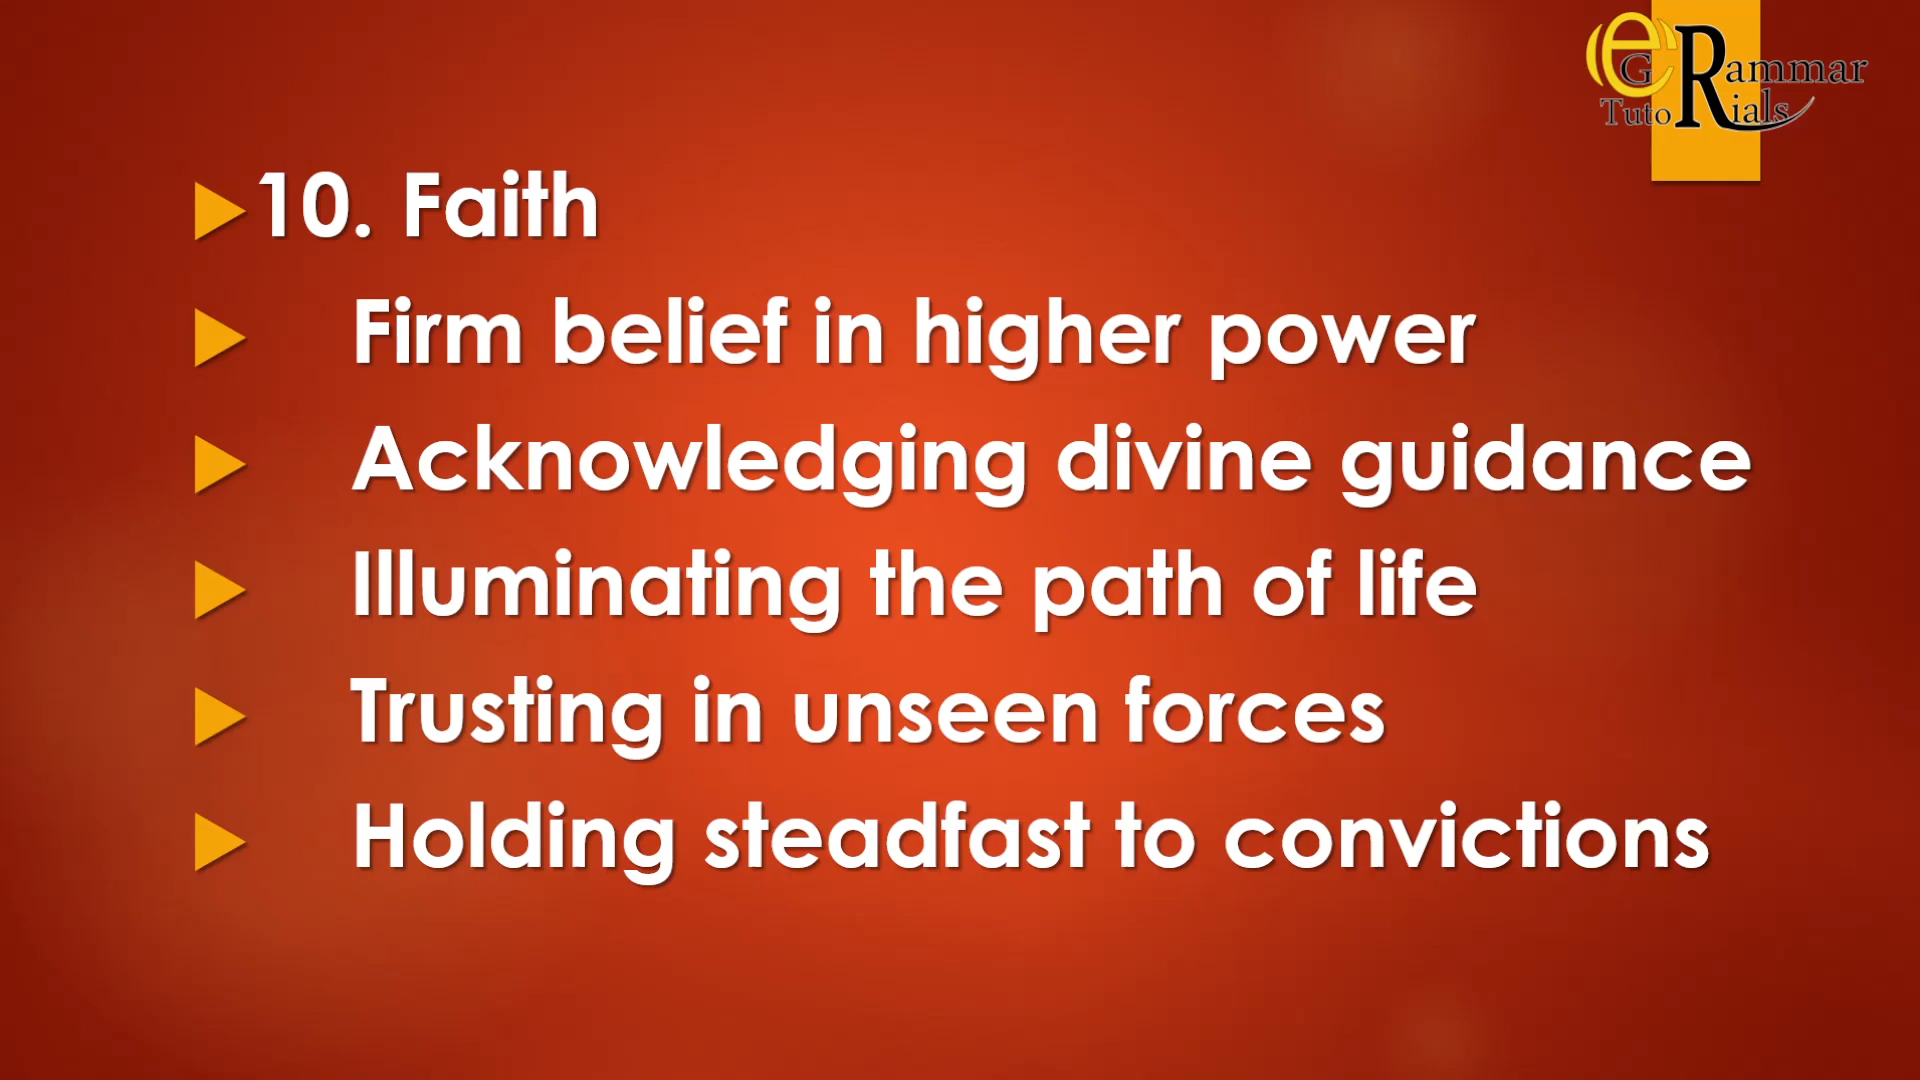 eGRammar
TutoRials
10. Faith
Firm belief in higher power
Acknowledging divine guidance
Illuminating the path of life
Trusting in unseen forces
Holding steadfast to convictions